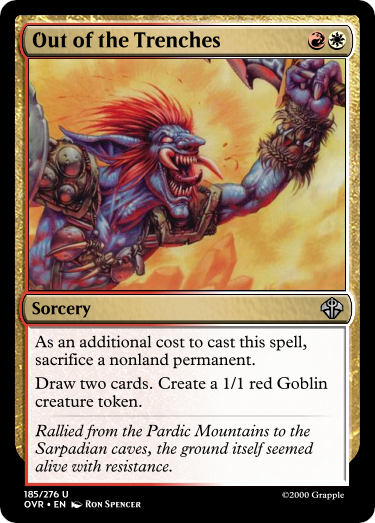 Out of the Trenches
Sorcery
As an additional cost to cast this spell,
sacrifice a nonland permanent.
Draw two cards. Create a 1/1 red Goblin
creature token.
Rallied from the Pardic Mountains to the
Sarpadian caves, the ground itself seemed
alive with resistance.
185/276 U
OVR • EN Ron Spencer
©2000 Grapple